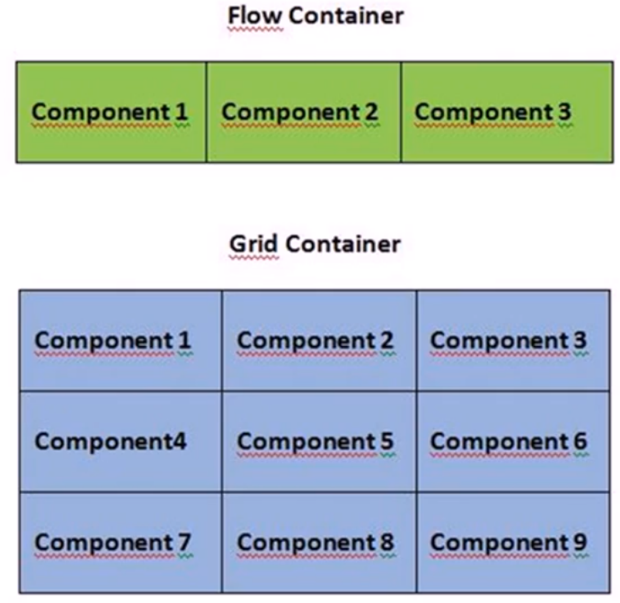 Flow Container
Component 1 Component 2 Component 3
Grid Container
Component 1 Component 2 Component 3
Component4 Component 5 Component 6
Component 7 Component 8 Component 9